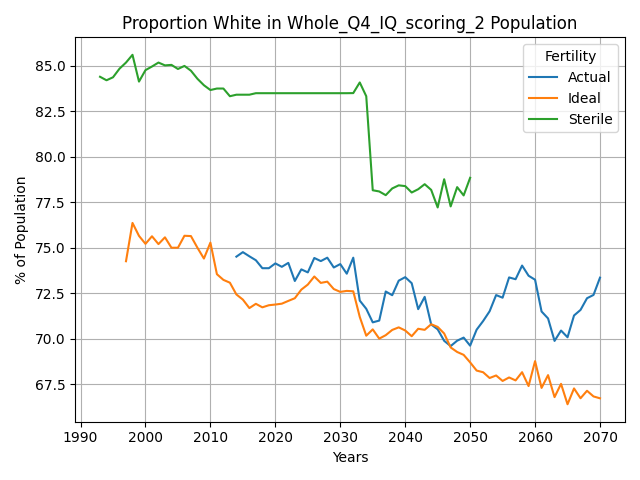 Proportion White in Whole_Q4_IQ_scoring_2 Population
% of Population
85.0
82.5
80.0
77.5
75.0
72.5
70.0
67.5
Fertility
Actual
Ideal
Sterile
1990 2000 2010 2020 2030 2040 2050 2060 2070
Years